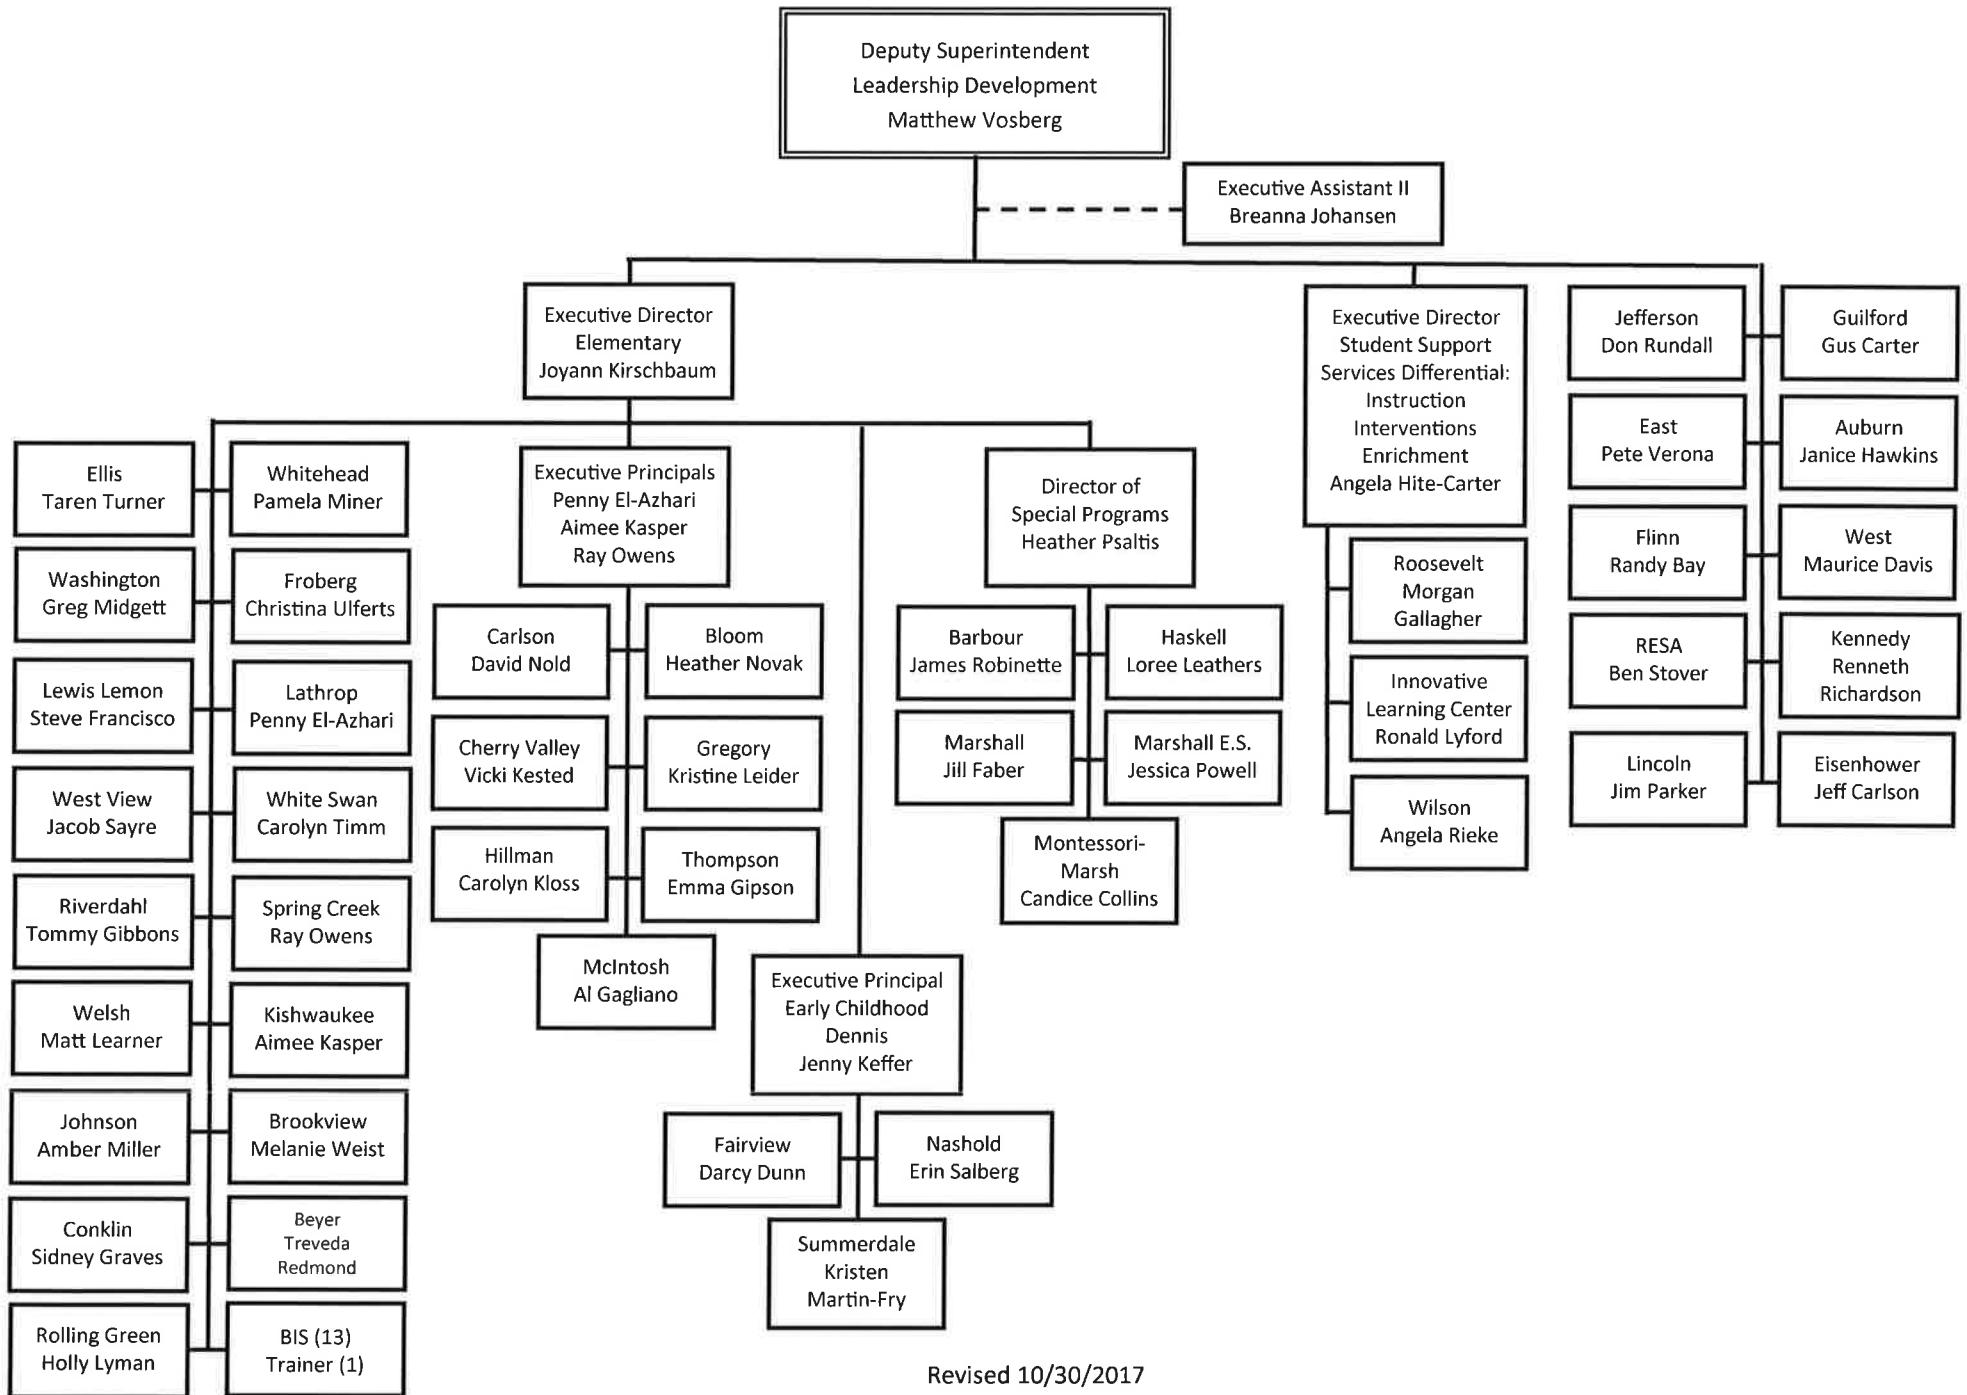 Deputy Superintendent
Leadership Development
Matthew Vosberg
Executive Assistant II
Breanna Johansen
Executive Director
Elementary
Joyann Kirschbaum
Executive Director
Student Support
Services Differential:
Instruction
Interventions
Enrichment
Angela Hite-Carter
Jefferson
Don Rundall
Guilford
Gus Carter
East
Pete Verona
Auburn
Janice Hawkins
Flinn
Randy Bay
West
Maurice Davis
RESA
Ben Stover
Kennedy
Renneth
Richardson
Lincoln
Jim Parker
Eisenhower
Jeff Carlson
Roosevelt
Morgan
Gallagher
Innovative
Learning Center
Ronald Lyford
Wilson
Angela Rieke
Ellis
Taren Turner
Whitehead
Pamela Miner
Washington
Greg Midgett
Froberg
Christina Ulferts
Lewis Lemon
Steve Francisco
Lathrop
Penny El-Azhari
West View
Jacob Sayre
White Swan
Carolyn Timm
Riverdahl
Tommy Gibbons
Spring Creek
Ray Owens
Welsh
Matt Learner
Kishwaukee
Aimee Kasper
Johnson
Amber Miller
Brookview
Melanie Weist
Conklin
Sidney Graves
Beyer
Treveda
Redmond
Rolling Green
Holly Lyman
BIS (13)
Trainer (1)
Executive Principals
Penny El-Azhari
Aimee Kasper
Ray Owens
Carlson
David Nold
Bloom
Heather Novak
Cherry Valley
Vicki Kested
Gregory
Kristine Leider
Hillman
Carolyn Kloss
Thompson
Emma Gipson
McIntosh
Al Gagliano
Director of
Special Programs
Heather Psaltis
Barbour
James Robinette
Haskell
Loree Leathers
Marshall
Jill Faber
Marshall E.S.
Jessica Powell
Montessori-
Marsh
Candice Collins
Executive Principal
Early Childhood
Dennis
Jenny Keffer
Fairview
Darcy Dunn
Nashold
Erin Salberg
Summerdale
Kristen
Martin-Fry
Revised 10/30/2017